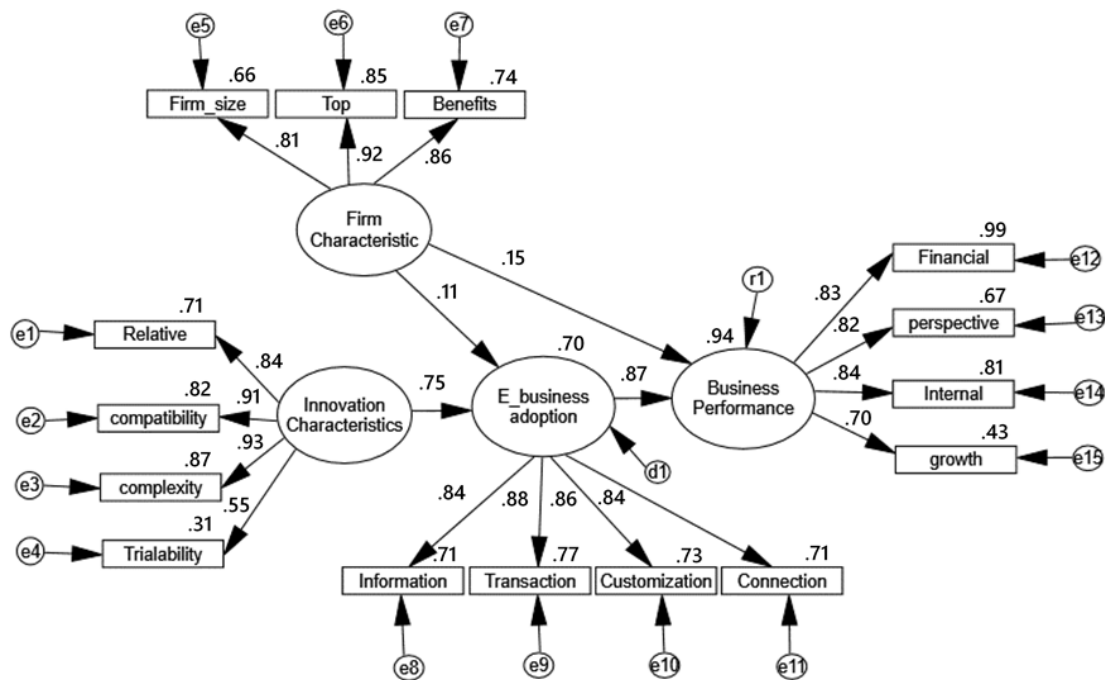 e5
e6
e7
.66
.85
.74
Firm_size
Top
Benefits
.81
.92
.86
Firm
Characteristic
.15
.11
.99
Financial
e12
r1
.83
.67
perspective
e13
.82
.94
Business
Performance
.84
.81
Internal
e14
.70
.43
growth
e15
e1
.71
Relative
.84
e2
.82
compatibility
.91
Innovation
Characteristics
.75
.70
E_business
adoption
.87
e3
.87
complexity
.93
e4
.31
Trialability
.55
d1
.84
.88
.86
.84
.71
.77
.73
.71
Information
Transaction
Customization
Connection
e8
e9
e10
e11